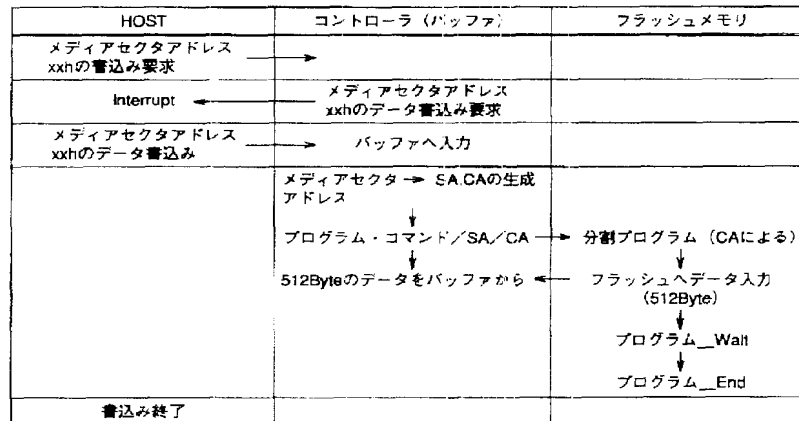 HOST
コントローラ（バッファ）
フラッシュメモリ
メディアセクタアドレス
xxhの書込み要求
Interrupt
メディアセクタアドレス
xxhのデータ書込み要求
メディアセクタアドレス
xxhのデータ書込み
バッファへ入力
メディアセクタ → SA.CAの生成
アドレス
プログラム・コマンド／SA／CA
分割プログラム（CAによる）
512Byteのデータをバッファから
フラッシュへデータ入力
(512Byte)
プログラム__Wait
プログラム__End
書込み終了